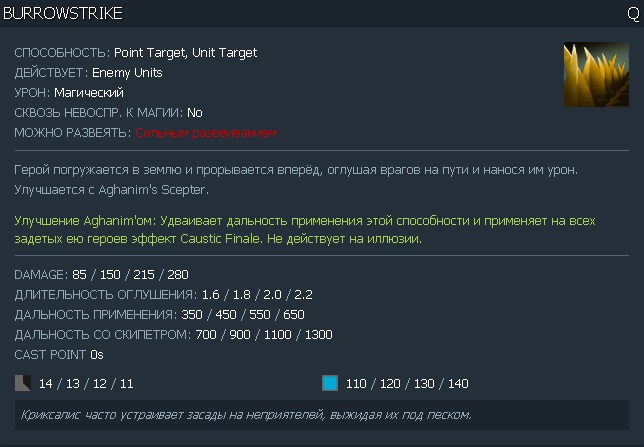 BURROWSTRIKE Q
СПОСОБНОСТЬ: Point Target, Unit Target
ДЕЙСТВУЕТ: Enemy Units
УРОН: Магический
СКВОЗЬ НЕВОСПР. К МАГИИ: No
МОЖНО РАЗВЕЯТЬ: Сильным развеиванием
Герой погружается в землю и прорывается вперёд, оглушая врагов на пути и нанося им урон.
Улучшается с Aghanim's Scepter.
Улучшение Aghanim'ом: Удваивает дальность применения этой способности и применяет на всех
задетых ею героев эффект Caustic Finale. Не действует на иллюзии.
DAMAGE: 85 / 150 / 215 / 280
ДЛИТЕЛЬНОСТЬ ОГЛУШЕНИЯ: 1.6 / 1.8 / 2.0 / 2.2
ДАЛЬНОСТЬ ПРИМЕНЕНИЯ: 350 / 450 / 550 / 650
ДАЛЬНОСТЬ СО СКИПЕТРОМ: 700 / 900 / 1100 / 1300
CAST POINT 0s
14 / 13 / 12 / 11 110 / 120 / 130 / 140
Криксалис часто устраивает засады на неприятелей, выжидая их под песком.